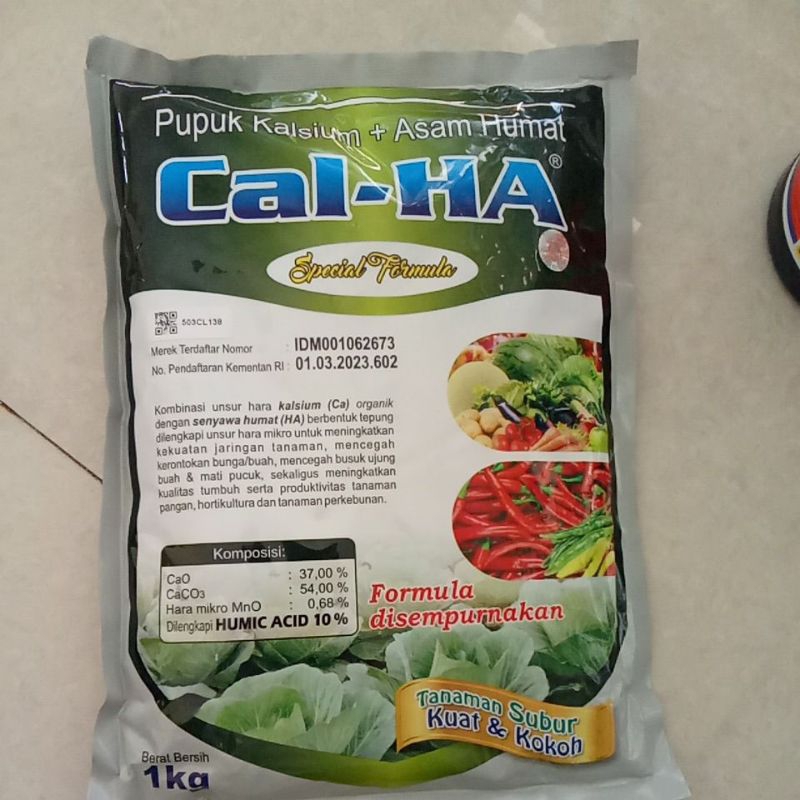 Pupuk Kalsium + Asam Humat
Cal-HA®
Special Formula
503CL138
Merek Terdaftar Nomor : IDM001062673
No. Pendaftaran Kementan RI : 01.03.2023.602
Kombinasi unsur hara kalsium (Ca) organik
dengan senyawa humat (HA) berbentuk tepung
dilengkapi unsur hara mikro untuk meningkatkan
kekuatan jaringan tanaman, mencegah
kerontokan bunga/buah, mencegah busuk ujung
buah & mati pucuk, sekaligus meningkatkan
kualitas tumbuh serta produktivitas tanaman
pangan, hortikultura dan tanaman perkebunan.
Komposisi:
CaO : 37,00 %
CaCO₃ : 54,00 %
Hara mikro MnO : 0,68 %
Dilengkapi HUMIC ACID 10 %
Formula
disempurnakan
Tanaman Subur
Kuat & Kokoh
Berat Bersih
1kg